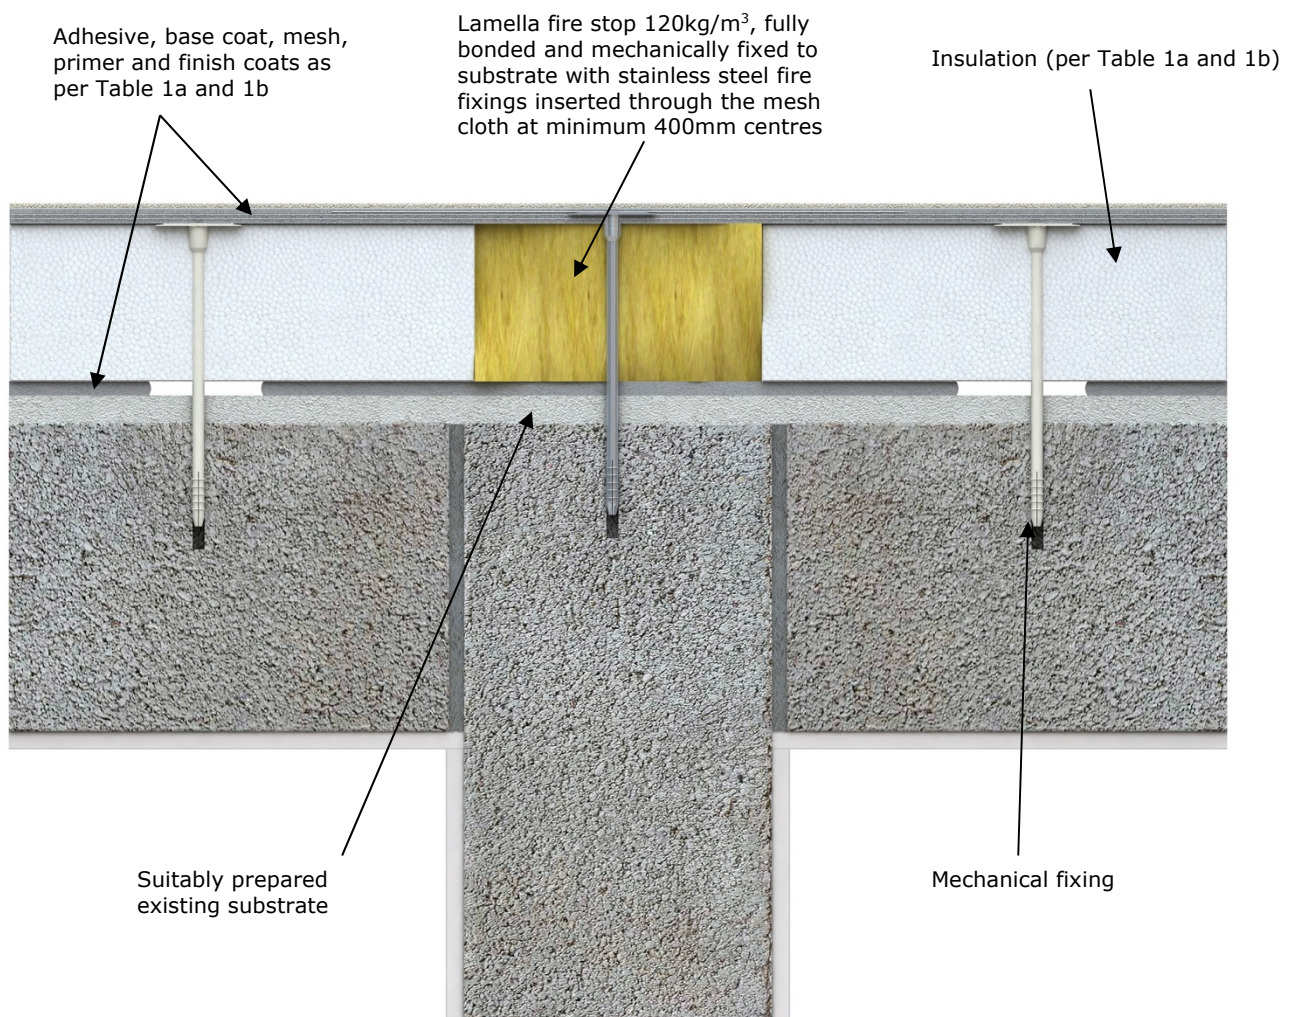 Adhesive, base coat, mesh,
primer and finish coats as
per Table 1a and 1b
Lamella fire stop 120kg/m³, fully
bonded and mechanically fixed to
substrate with stainless steel fire
fixings inserted through the mesh
cloth at minimum 400mm centres
Insulation (per Table 1a and 1b)
Suitably prepared
existing substrate
Mechanical fixing